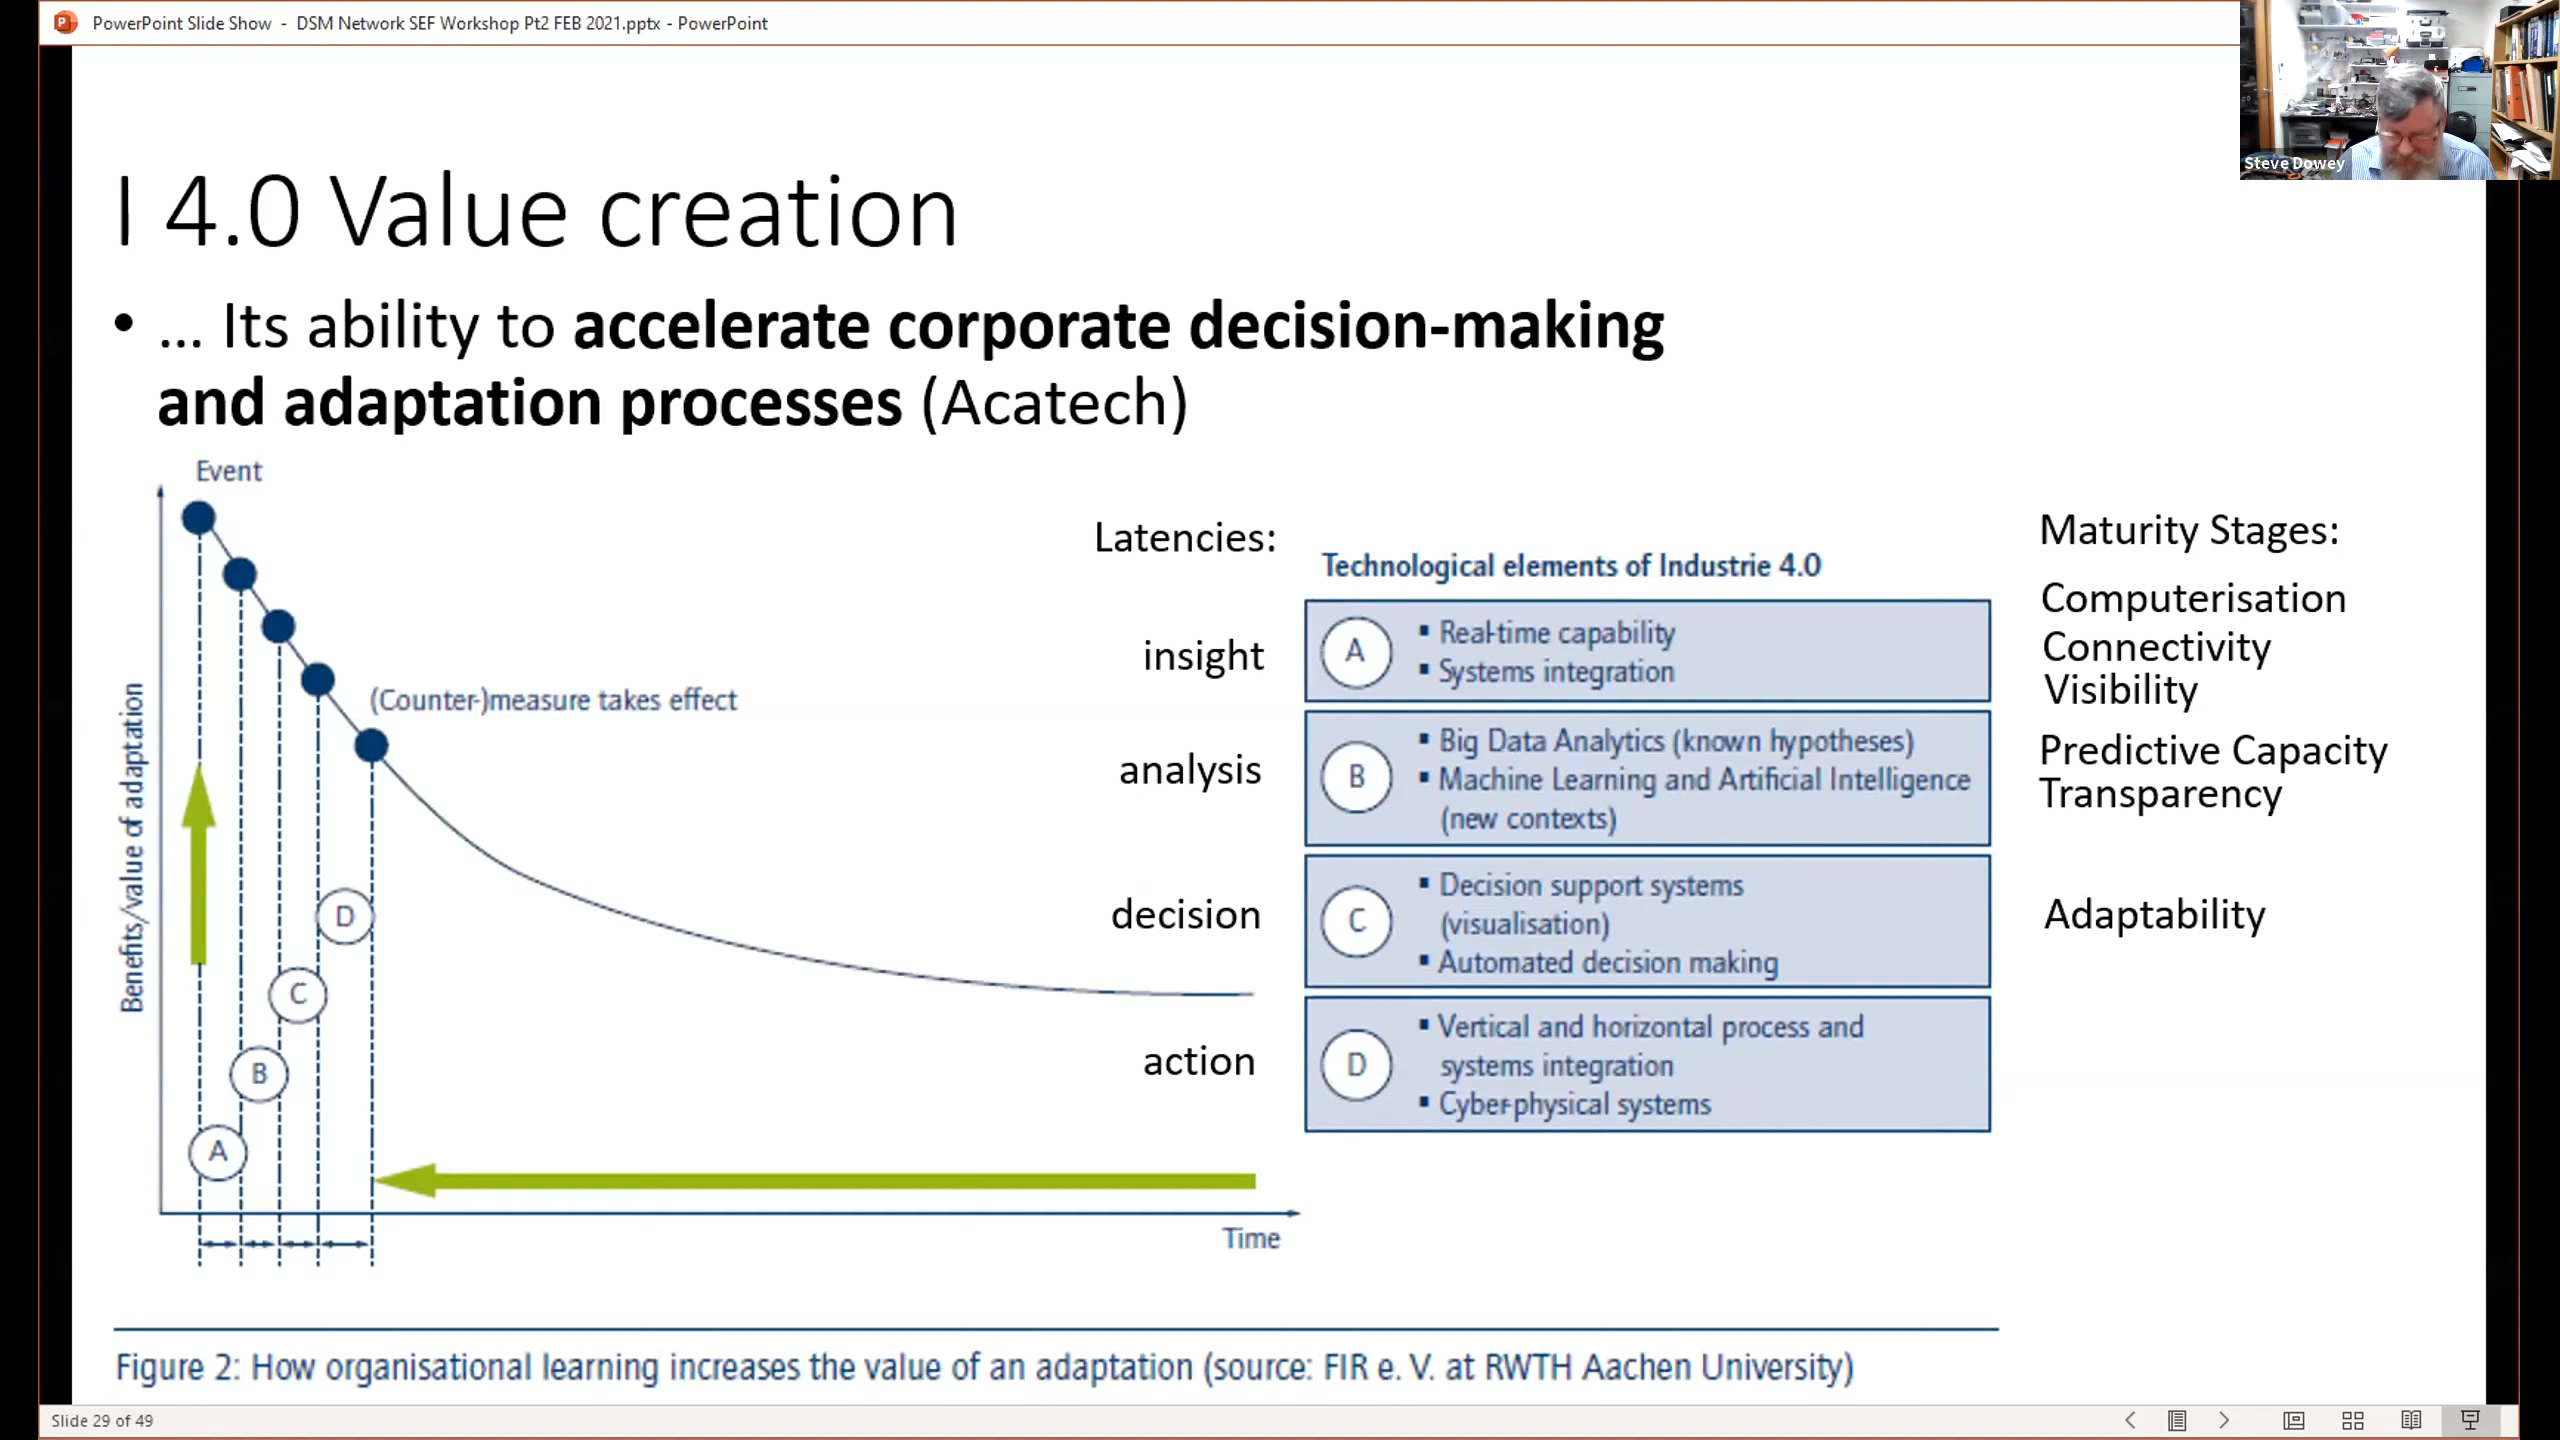 PowerPoint Slide Show - DSM Network SEF Workshop Pt2 FEB 2021.pptx - PowerPoint
Steve Dowey
I 4.0 Value creation
• ... Its ability to accelerate corporate decision-making
and adaptation processes (Acatech)
Event
(Counter-)measure takes effect
Benefits/value of adaptation
D
C
B
A
Time
Latencies:
insight
analysis
decision
action
Technological elements of Industrie 4.0
A
▪ Real-time capability
▪ Systems integration
B
▪ Big Data Analytics (known hypotheses)
▪ Machine Learning and Artificial Intelligence
(new contexts)
C
▪ Decision support systems
(visualisation)
▪ Automated decision making
D
▪ Vertical and horizontal process and
systems integration
▪ Cyber-physical systems
Maturity Stages:
Computerisation
Connectivity
Visibility
Predictive Capacity
Transparency
Adaptability
Figure 2: How organisational learning increases the value of an adaptation (source: FIR e. V. at RWTH Aachen University)
Slide 29 of 49